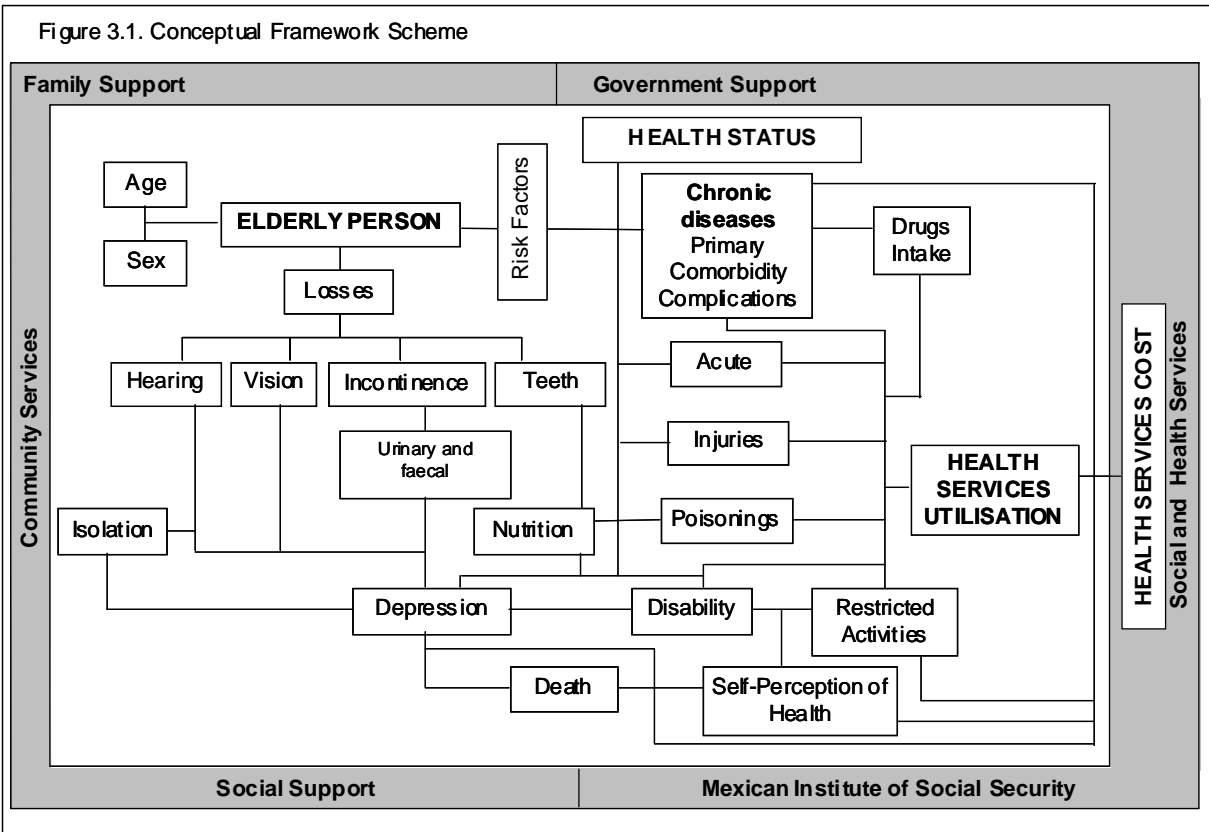 Figure 3.1. Conceptual Framework Scheme
Family Support
Government Support
HEALTH STATUS
Age
Sex
ELDERLY PERSON
Risk Factors
Chronic
diseases
Primary
Comorbidity
Complications
Drugs
Intake
Losses
Hearing
Vision
Incontinence
Teeth
Acute
Urinary and
faecal
Injuries
HEALTH
SERVICES
UTILISATION
HEALTH SERVICES COST
Social and Health Services
Community Services
Isolation
Nutrition
Poisonings
Depression
Disability
Restricted
Activities
Death
Self-Perception of
Health
Social Support
Mexican Institute of Social Security